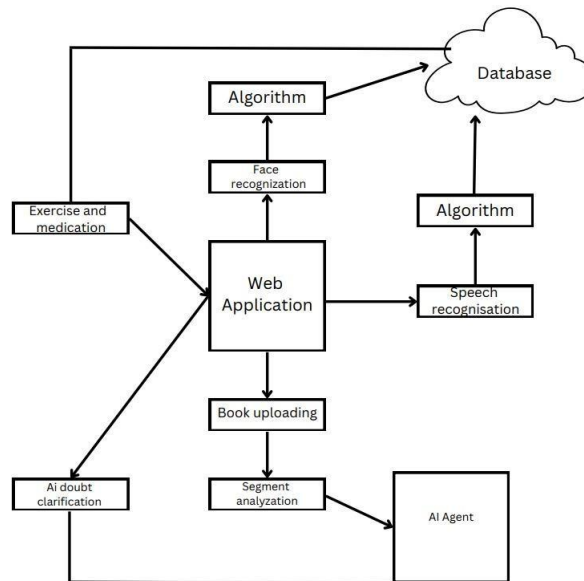 Database
Algorithm
Face
recognization
Exercise and
medication
Algorithm
Web
Application
Speech
recognisation
Book uploading
Ai doubt
clarification
Segment
analyzation
AI Agent